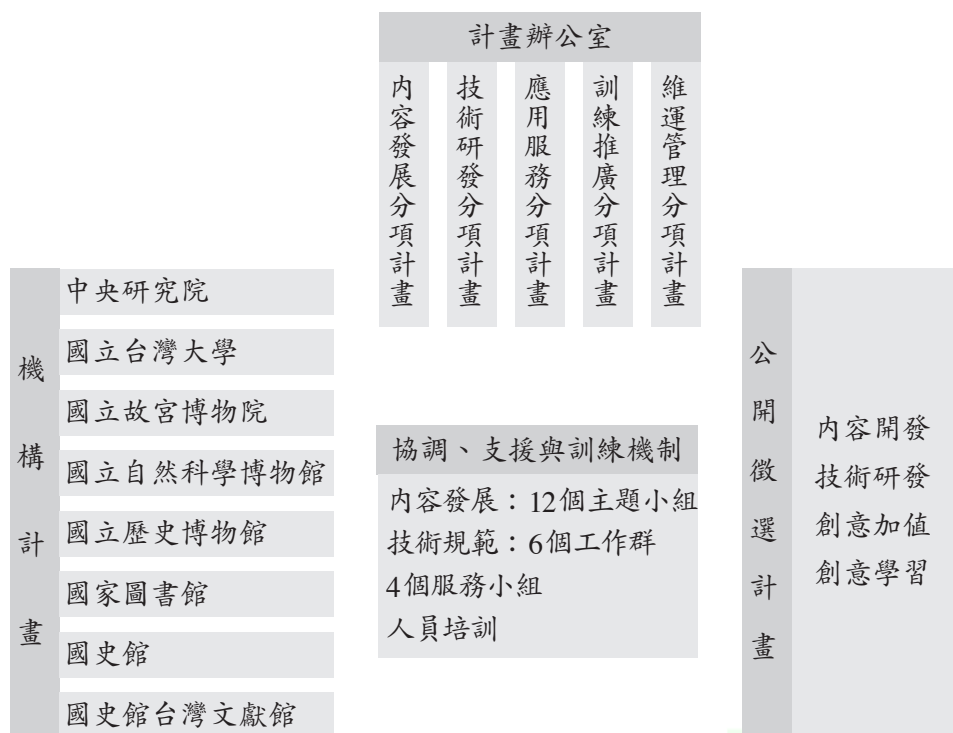 計畫辦公室
內容發展分項計畫
技術研發分項計畫
應用服務分項計畫
訓練推廣分項計畫
維運管理分項計畫
機構計畫
中央研究院
國立台灣大學
國立故宮博物院
國立自然科學博物館
國立歷史博物館
國家圖書館
國史館
國史館台灣文獻館
協調、支援與訓練機制
內容發展：12個主題小組
技術規範：6個工作群
4個服務小組
人員培訓
公開徵選計畫
內容開發
技術研發
創意加值
創意學習